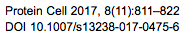 Protein Cell 2017, 8(11):811–822
DOI 10.1007/s13238-017-0475-6